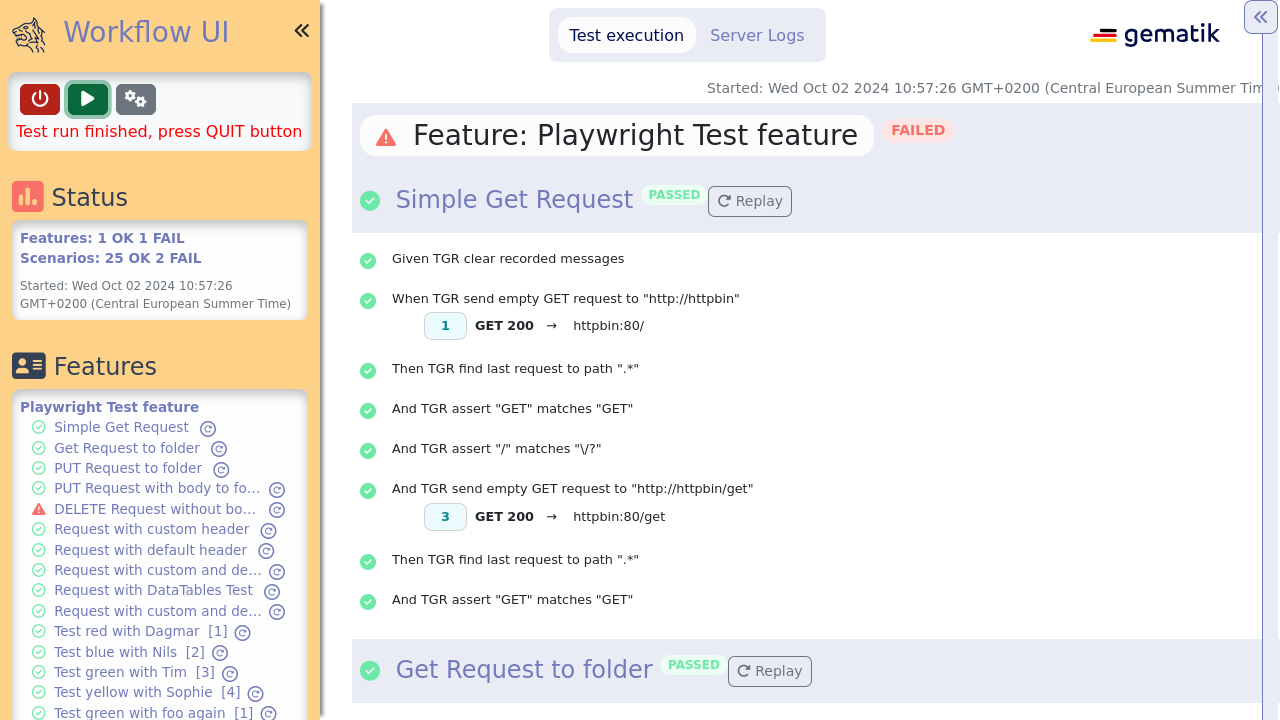 Workflow UI
Test run finished, press QUIT button
Status
Features: 1 OK 1 FAIL
Scenarios: 25 OK 2 FAIL
Started: Wed Oct 02 2024 10:57:26
GMT+0200 (Central European Summer Time)
Features
Playwright Test feature
Simple Get Request
Get Request to folder
PUT Request to folder
PUT Request with body to fo...
DELETE Request without bo...
Request with custom header
Request with default header
Request with custom and de...
Request with DataTables Test
Request with custom and de...
Test red with Dagmar [1]
Test blue with Nils [2]
Test green with Tim [3]
Test yellow with Sophie [4]
Test green with foo again [1]
Test execution
Server Logs
gematik
Started: Wed Oct 02 2024 10:57:26 GMT+0200 (Central European Summer Tim
Feature: Playwright Test feature FAILED
Simple Get Request PASSED Replay
Given TGR clear recorded messages
When TGR send empty GET request to "http://httpbin"
1 GET 200 → httpbin:80/
Then TGR find last request to path ".*"
And TGR assert "GET" matches "GET"
And TGR assert "/" matches "\/?"
And TGR send empty GET request to "http://httpbin/get"
3 GET 200 → httpbin:80/get
Then TGR find last request to path ".*"
And TGR assert "GET" matches "GET"
Get Request to folder PASSED Replay